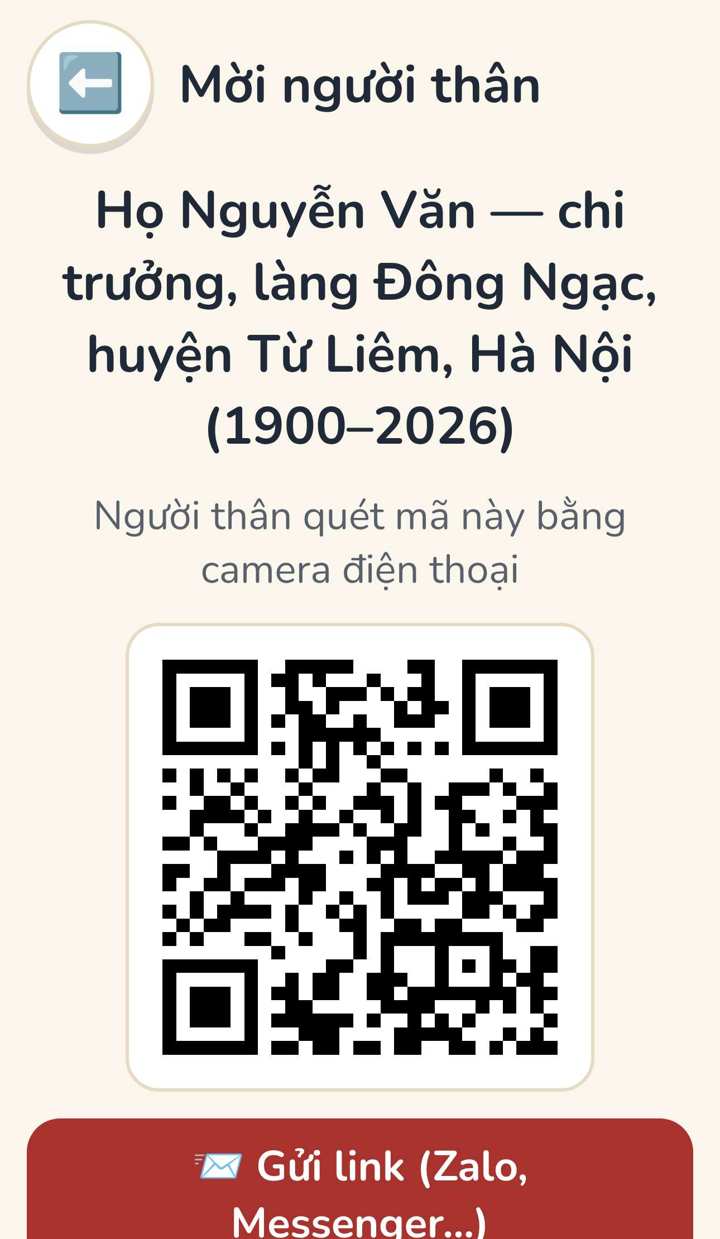 Mời người thân
Họ Nguyễn Văn — chi
trưởng, làng Đông Ngạc,
huyện Từ Liêm, Hà Nội
(1900–2026)
Người thân quét mã này bằng
camera điện thoại
Gửi link (Zalo,
Messenger...)